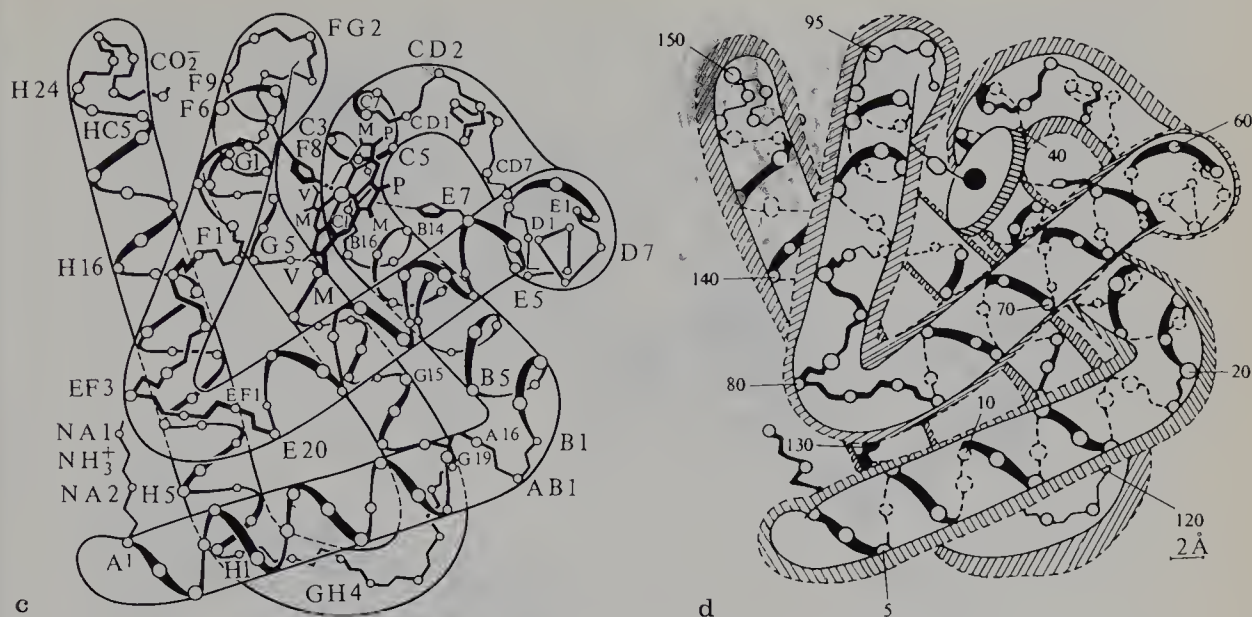 FG2
CO₂⁻
CD2
F9
H24
F6
C7
HC5
CD1
C3
M
P
F8
G1
C5
V
P
CD7
M
E7
E1
Cl
M
B14
D1
F1
B16
G5
D7
V
H16
M
E5
G15
B5
EF3
EF1
NA1
A16
B1
E20
NH₃⁺
G19
NA2
H5
AB1
A1
H1
GH4
c
95
150
60
40
140
70
20
80
10
130
120
2Å
5
d